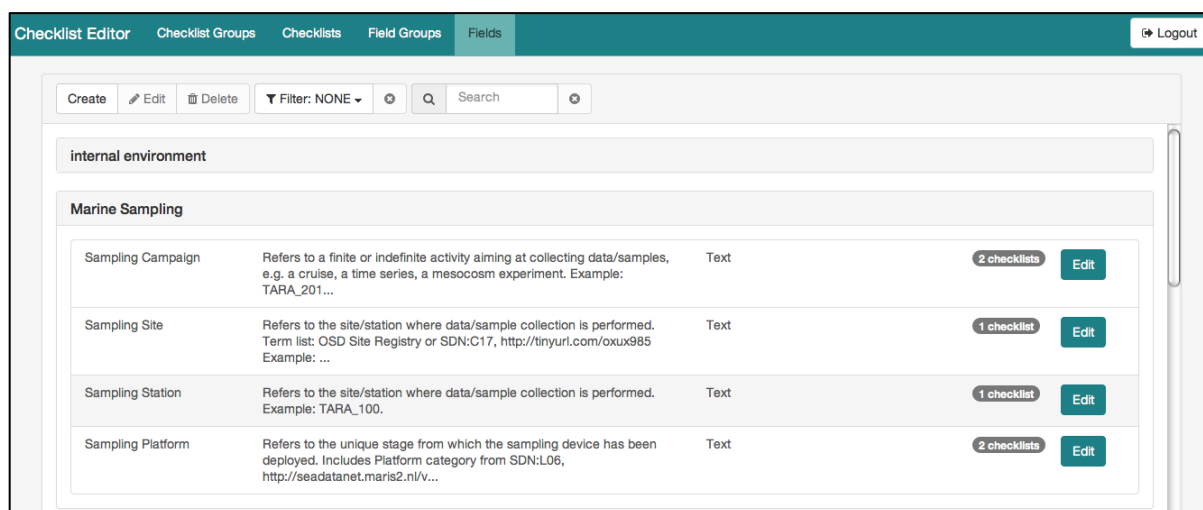 Checklist Editor Checklist Groups Checklists Field Groups Fields Logout
Create Edit Delete Filter: NONE Search
internal environment
Marine Sampling
Sampling Campaign Refers to a finite or indefinite activity aiming at collecting data/samples, Text 2 checklists Edit
e.g. a cruise, a time series, a mesocosm experiment. Example:
TARA_201...
Sampling Site Refers to the site/station where data/sample collection is performed. Text 1 checklist Edit
Term list: OSD Site Registry or SDN:C17, http://tinyurl.com/oxux985
Example: ...
Sampling Station Refers to the site/station where data/sample collection is performed. Text 1 checklist Edit
Example: TARA_100.
Sampling Platform Refers to the unique stage from which the sampling device has been Text 2 checklists Edit
deployed. Includes Platform category from SDN:L06,
http://seadatanet.maris2.nl/v...